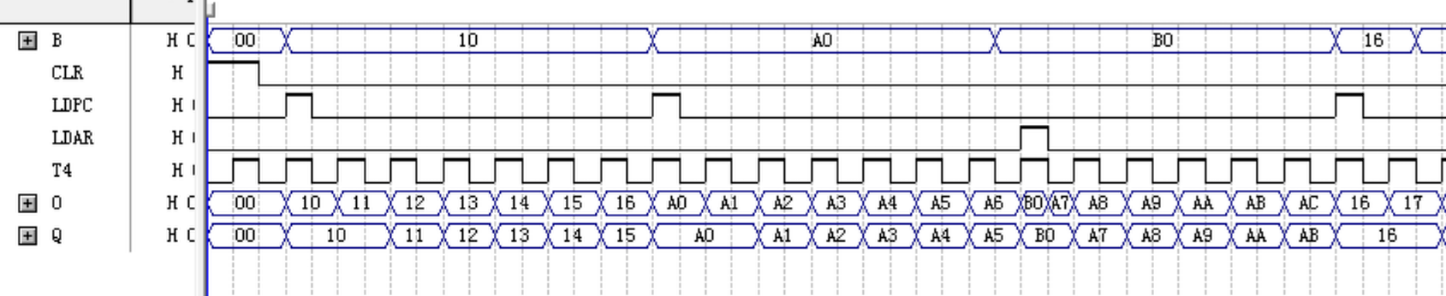 B H C 00 10 A0 B0 16
CLR H
LDPC H
LDAR H
T4 H
O H C 00 10 11 12 13 14 15 16 A0 A1 A2 A3 A4 A5 A6 B0 A7 A8 A9 AA AB AC 16 17
Q H C 00 10 11 12 13 14 15 A0 A1 A2 A3 A4 A5 B0 A7 A8 A9 AA AB 16